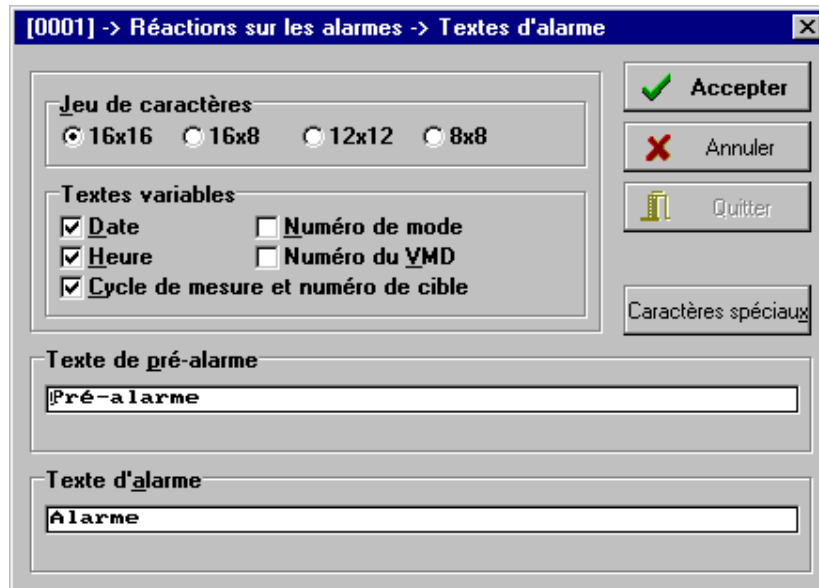 [0001] -> Réactions sur les alarmes -> Textes d'alarme
Jeu de caractères
16x16 16x8 12x12 8x8
Textes variables
Date Numéro de mode
Heure Numéro du VMD
Cycle de mesure et numéro de cible
Accepter
Annuler
Quitter
Caractères spéciaux
Texte de pré-alarme
Pré-alarme
Texte d'alarme
Alarme